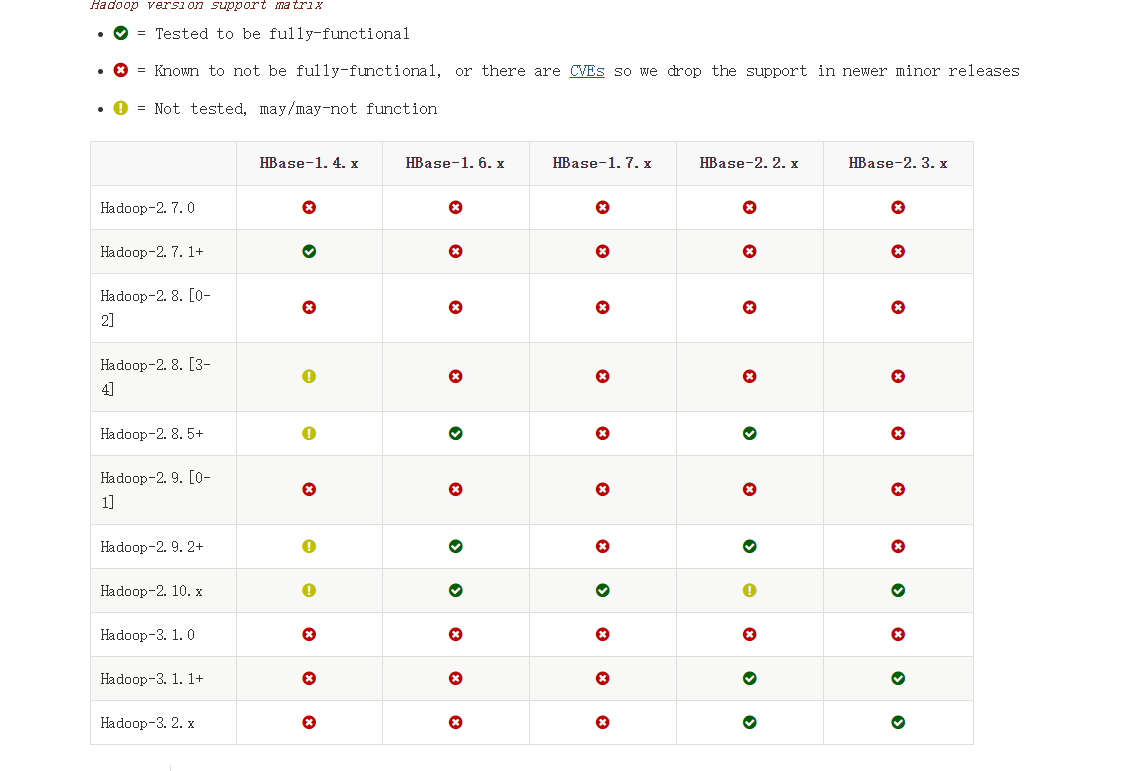 Hadoop version support matrix
= Tested to be fully-functional
= Known to not be fully-functional, or there are CVEs so we drop the support in newer minor releases
= Not tested, may/may-not function
HBase-1.4.x HBase-1.6.x HBase-1.7.x HBase-2.2.x HBase-2.3.x
Hadoop-2.7.0
Hadoop-2.7.1+
Hadoop-2.8.[0-
2]
Hadoop-2.8.[3-
4]
Hadoop-2.8.5+
Hadoop-2.9.[0-
1]
Hadoop-2.9.2+
Hadoop-2.10.x
Hadoop-3.1.0
Hadoop-3.1.1+
Hadoop-3.2.x